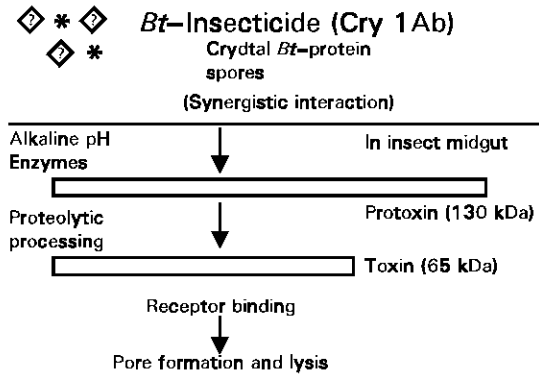 Bt–Insecticide (Cry 1Ab)
? * ?
? *
Crydtal Bt–protein
spores
(Synergistic interaction)
Alkaline pH
Enzymes
In insect midgut
Protoxin (130 kDa)
Proteolytic
processing
Toxin (65 kDa)
Receptor binding
Pore formation and lysis